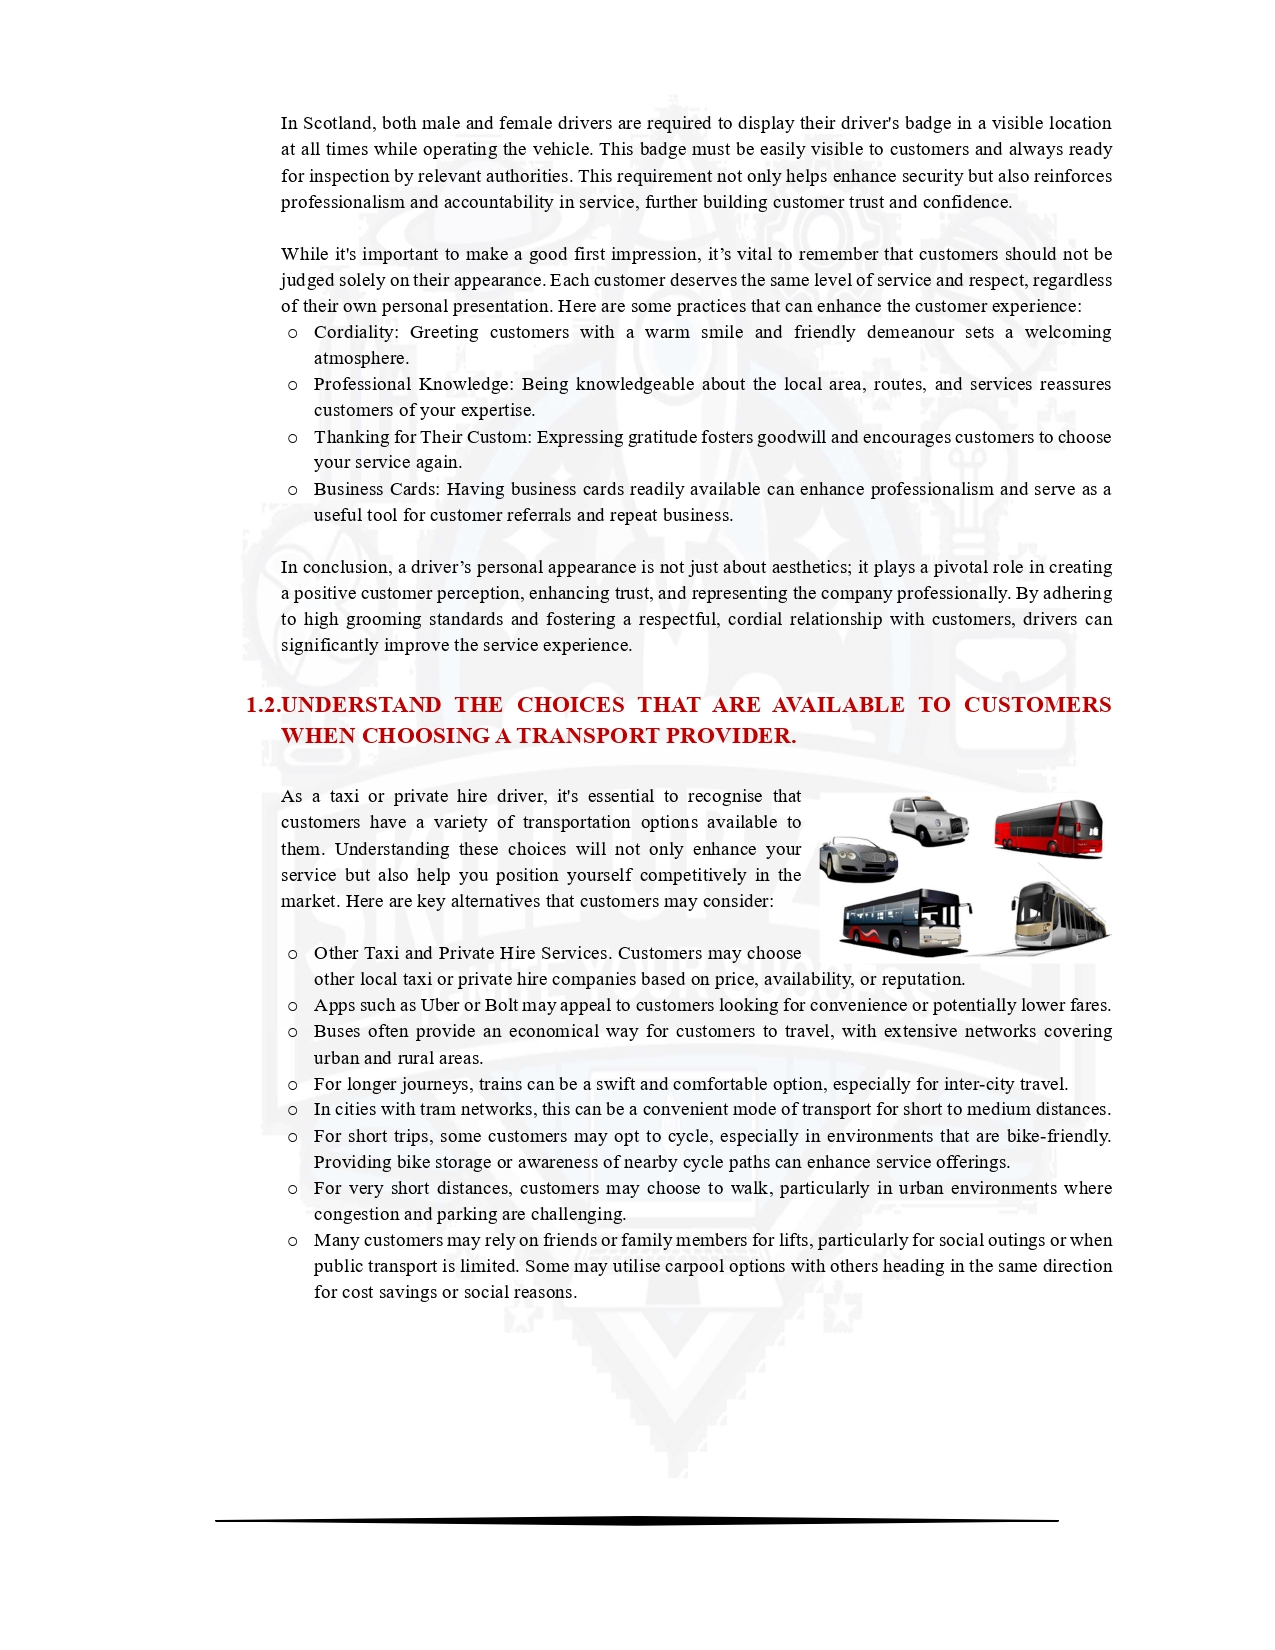 In Scotland, both male and female drivers are required to display their driver's badge in a visible location
at all times while operating the vehicle. This badge must be easily visible to customers and always ready
for inspection by relevant authorities. This requirement not only helps enhance security but also reinforces
professionalism and accountability in service, further building customer trust and confidence.
While it's important to make a good first impression, it’s vital to remember that customers should not be
judged solely on their appearance. Each customer deserves the same level of service and respect, regardless
of their own personal presentation. Here are some practices that can enhance the customer experience:
o Cordiality: Greeting customers with a warm smile and friendly demeanour sets a welcoming
atmosphere.
o Professional Knowledge: Being knowledgeable about the local area, routes, and services reassures
customers of your expertise.
o Thanking for Their Custom: Expressing gratitude fosters goodwill and encourages customers to choose
your service again.
o Business Cards: Having business cards readily available can enhance professionalism and serve as a
useful tool for customer referrals and repeat business.
In conclusion, a driver’s personal appearance is not just about aesthetics; it plays a pivotal role in creating
a positive customer perception, enhancing trust, and representing the company professionally. By adhering
to high grooming standards and fostering a respectful, cordial relationship with customers, drivers can
significantly improve the service experience.
1.2.UNDERSTAND THE CHOICES THAT ARE AVAILABLE TO CUSTOMERS
WHEN CHOOSING A TRANSPORT PROVIDER.
As a taxi or private hire driver, it's essential to recognise that
customers have a variety of transportation options available to
them. Understanding these choices will not only enhance your
service but also help you position yourself competitively in the
market. Here are key alternatives that customers may consider:
o Other Taxi and Private Hire Services. Customers may choose
other local taxi or private hire companies based on price, availability, or reputation.
o Apps such as Uber or Bolt may appeal to customers looking for convenience or potentially lower fares.
o Buses often provide an economical way for customers to travel, with extensive networks covering
urban and rural areas.
o For longer journeys, trains can be a swift and comfortable option, especially for inter-city travel.
o In cities with tram networks, this can be a convenient mode of transport for short to medium distances.
o For short trips, some customers may opt to cycle, especially in environments that are bike-friendly.
Providing bike storage or awareness of nearby cycle paths can enhance service offerings.
o For very short distances, customers may choose to walk, particularly in urban environments where
congestion and parking are challenging.
o Many customers may rely on friends or family members for lifts, particularly for social outings or when
public transport is limited. Some may utilise carpool options with others heading in the same direction
for cost savings or social reasons.